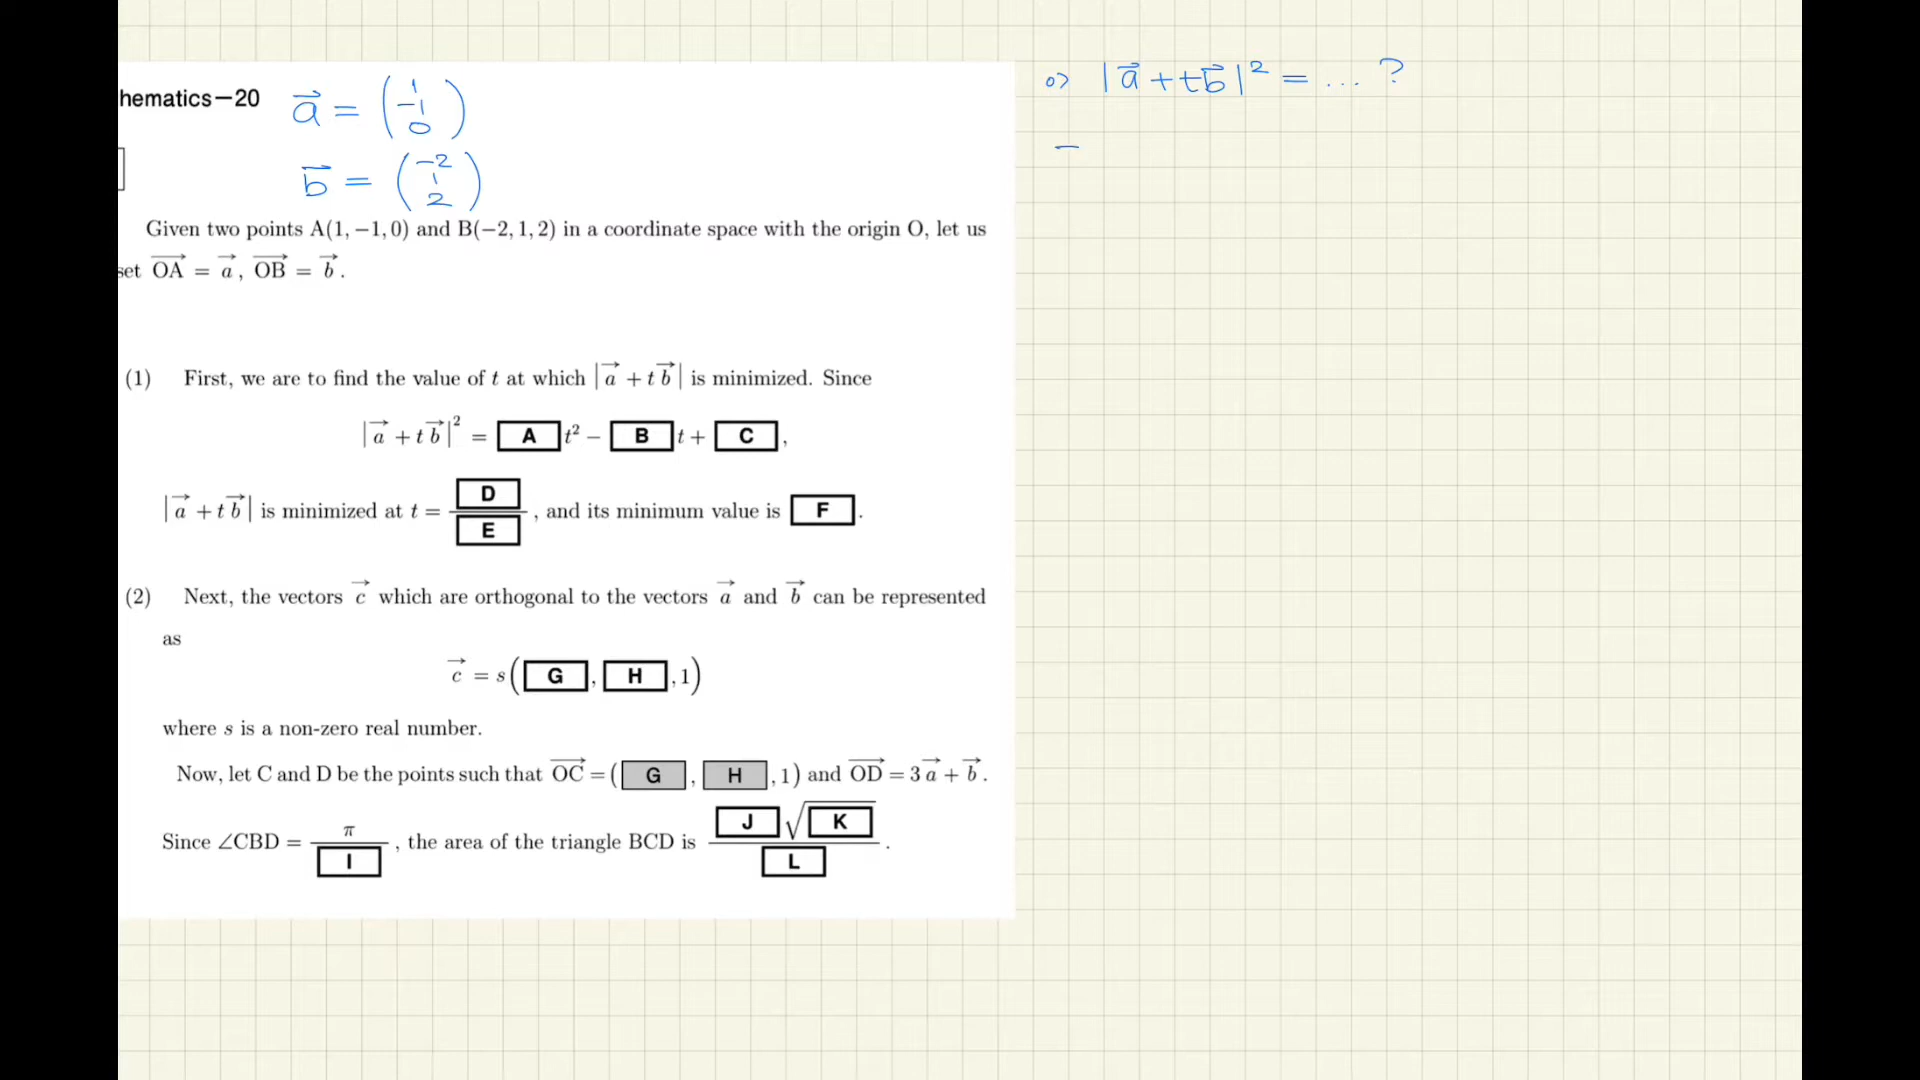 hematics−20
a⃗ = (1 −1 0)
b⃗ = (−2 1 2)
Given two points A(1, −1, 0) and B(−2, 1, 2) in a coordinate space with the origin O, let us
set OA⃗ = a⃗ , OB⃗ = b⃗ .
(1) First, we are to find the value of t at which |a⃗ + t b⃗| is minimized. Since
|a⃗ + t b⃗|² = A t² − B t + C ,
|a⃗ + t b⃗| is minimized at t = D/E , and its minimum value is F .
(2) Next, the vectors c⃗ which are orthogonal to the vectors a⃗ and b⃗ can be represented
as
c⃗ = s( G , H , 1)
where s is a non-zero real number.
Now, let C and D be the points such that OC⃗ = ( G , H , 1) and OD⃗ = 3 a⃗ + b⃗ .
Since ∠CBD = π/I , the area of the triangle BCD is J√K/L .
o) |a⃗ + t b⃗|² = ... ?
−